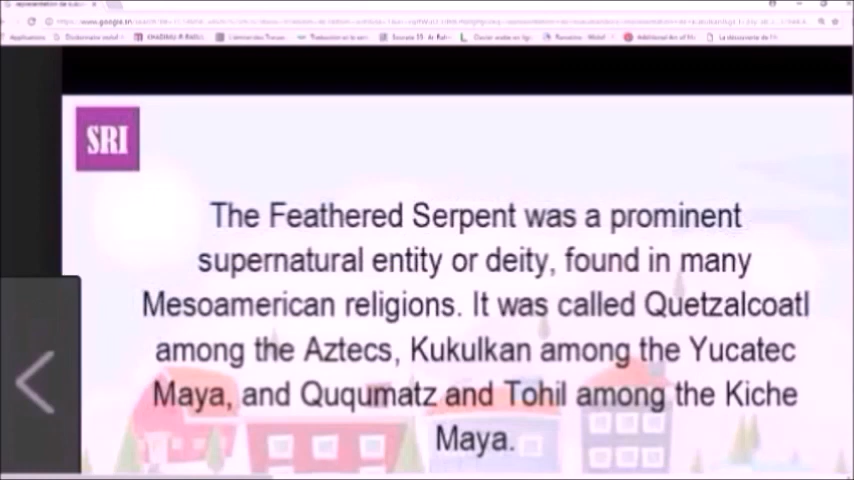 SRI
The Feathered Serpent was a prominent
supernatural entity or deity, found in many
Mesoamerican religions. It was called Quetzalcoatl
among the Aztecs, Kukulkan among the Yucatec
Maya, and Ququmatz and Tohil among the Kiche
Maya.